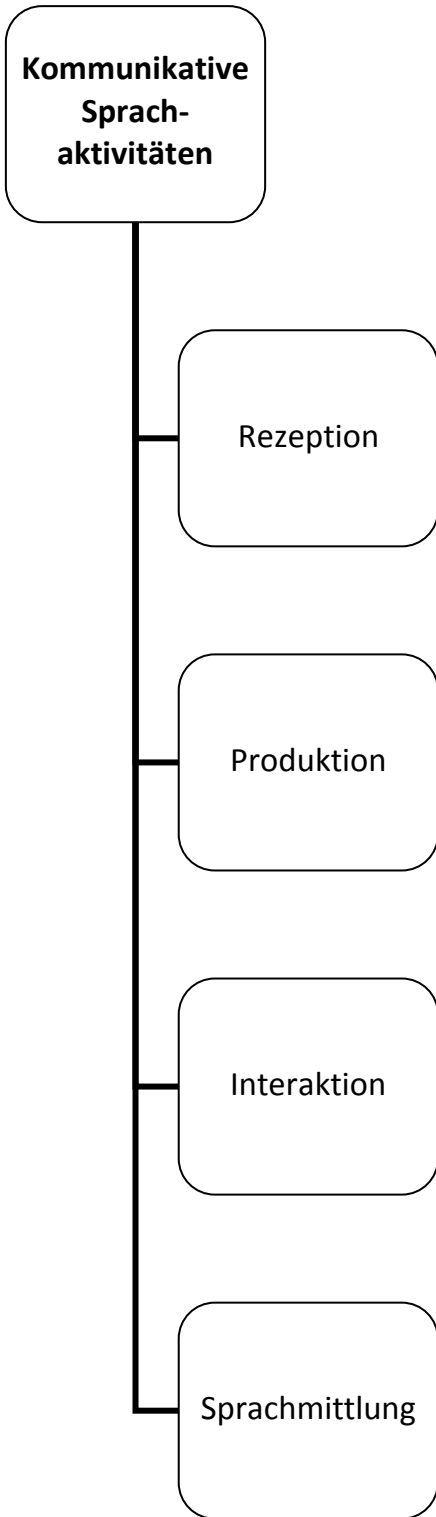 Kommunikative
Sprach-
aktivitäten
Rezeption
Produktion
Interaktion
Sprachmittlung